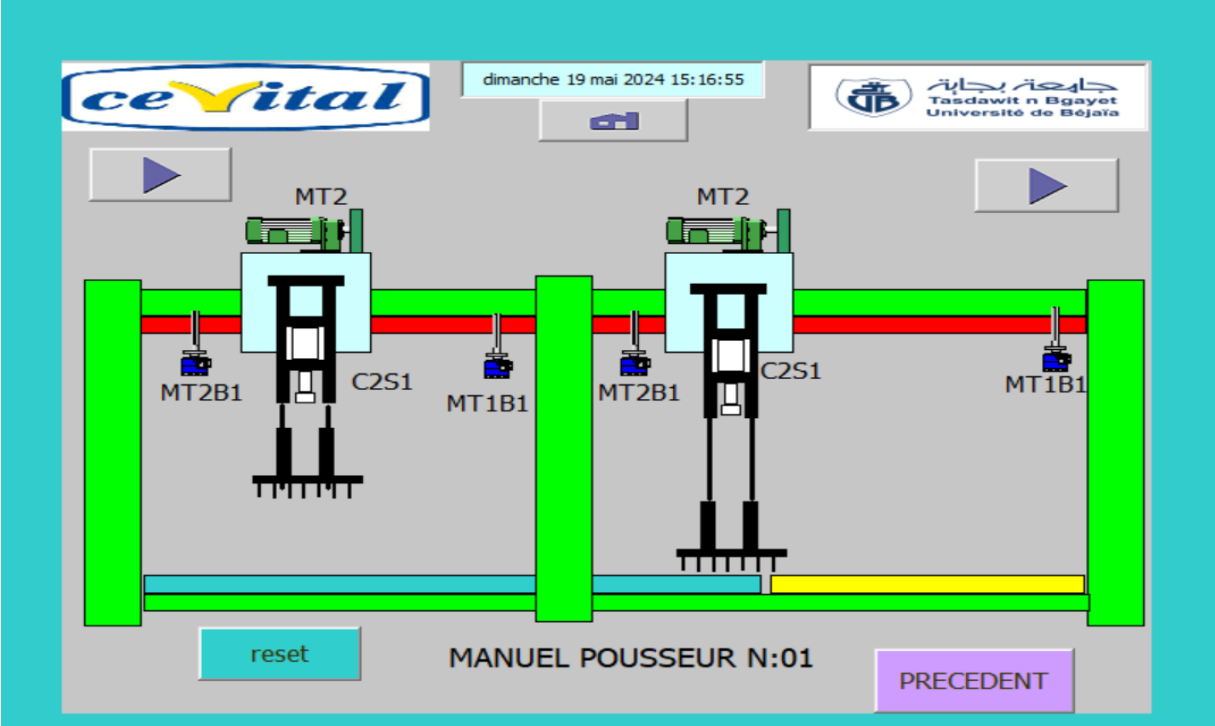 cevital
dimanche 19 mai 2024 15:16:55
جامعة بجاية
Tasdawit n Bgayet
Université de Béjaïa
MT2
MT2
MT2B1
C2S1
MT1B1
MT2B1
C2S1
MT1B1
reset
MANUEL POUSSEUR N:01
PRECEDENT